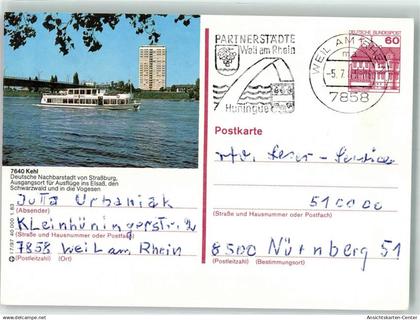 PARTNERSTÄDTE
Weil am Rhein
Huningue
WEIL AM
-5.7.
7858
DEUTSCHE BUNDESPOST
60
7640 Kehl
Deutsche Nachbarstadt von Straßburg,
Ausgangsort für Ausflüge ins Elsaß, den
Schwarzwald und in die Vogesen
Jutta Urbaniak
(Absender)
Kleinhüningerstr. 2
(Straße und Hausnummer oder Postfach)
7858 Weil am Rhein
(Postleitzahl) (Ort)
Postkarte
Leser-Service
510000
(Straße und Hausnummer oder Postfach)
8500 Nürnberg 51
(Postleitzahl) (Bestimmungsort)
Ansichtskarten-Center